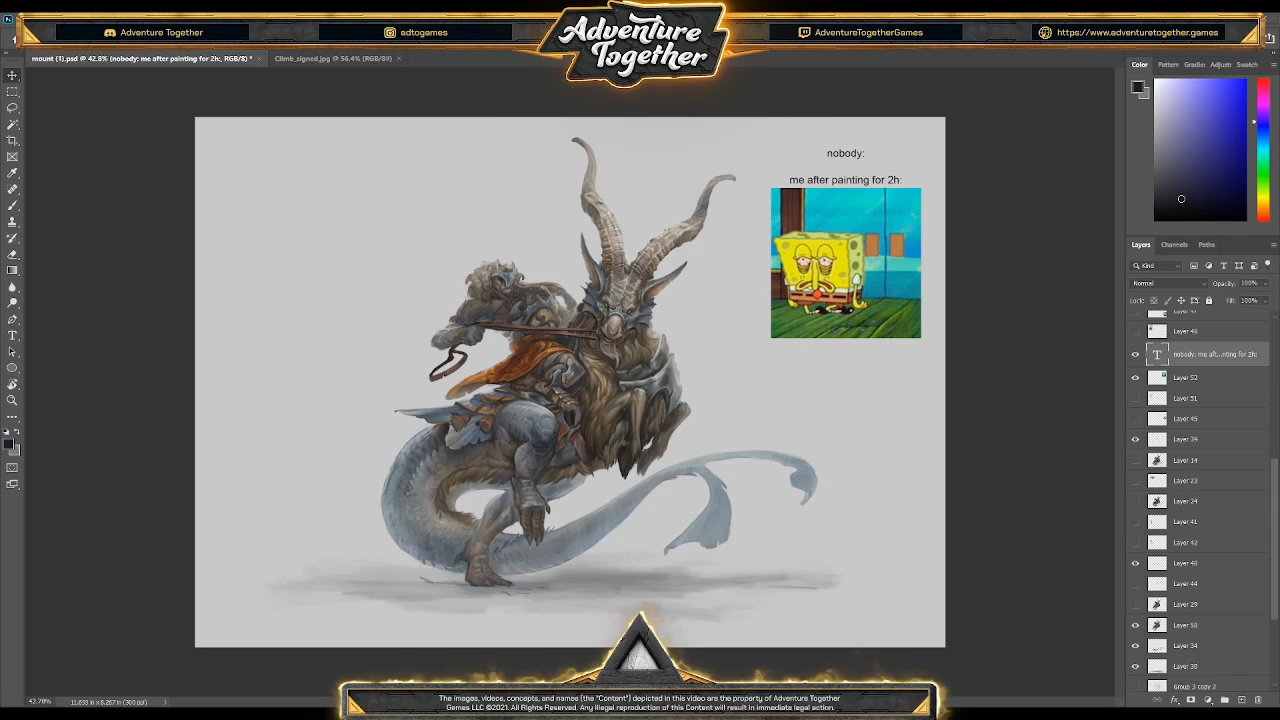 Adventure Together
adtogames
Adventure Together
AdventureTogetherGames
https://www.adventuretogether.games
mount (1).psd @ 42.8% (nobody: me after painting for 2h:, RGB/8) *
Climb_signed.jpg @ 56.4% (RGB/8#)
Color
Pattern
Gradie
Adjust
Swatch
nobody:
me after painting for 2h:
Layers
Channels
Paths
Kind
Normal
Opacity: 100%
Lock:
Fill: 100%
Layer 46
nobody: me aft...nting for 2h:
Layer 52
Layer 51
Layer 45
Layer 39
Layer 14
Layer 23
Layer 24
Layer 41
Layer 42
Layer 40
Layer 44
Layer 29
Layer 50
Layer 34
Layer 30
Group 3 copy 2
The images, videos, concepts, and names (the "Content") depicted in this video are the property of Adventure Together
Games LLC ©2021. Any illegal reproduction of this Content will result in immediate legal action.
42.78%